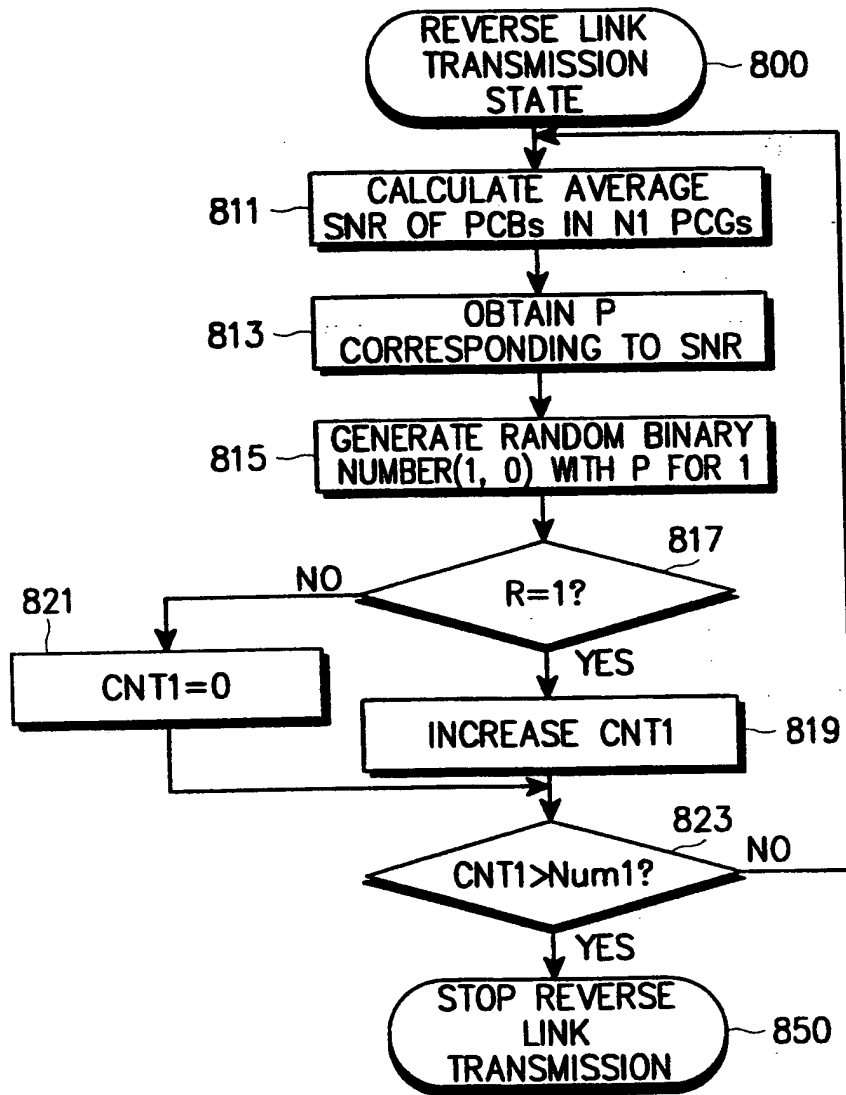 REVERSE LINK
TRANSMISSION
STATE
800
811
CALCULATE AVERAGE
SNR OF PCBs IN N1 PCGs
813
OBTAIN P
CORRESPONDING TO SNR
815
GENERATE RANDOM BINARY
NUMBER(1, 0) WITH P FOR 1
817
R=1?
NO
YES
821
CNT1=0
INCREASE CNT1
819
823
CNT1>Num1?
NO
YES
STOP REVERSE
LINK
TRANSMISSION
850